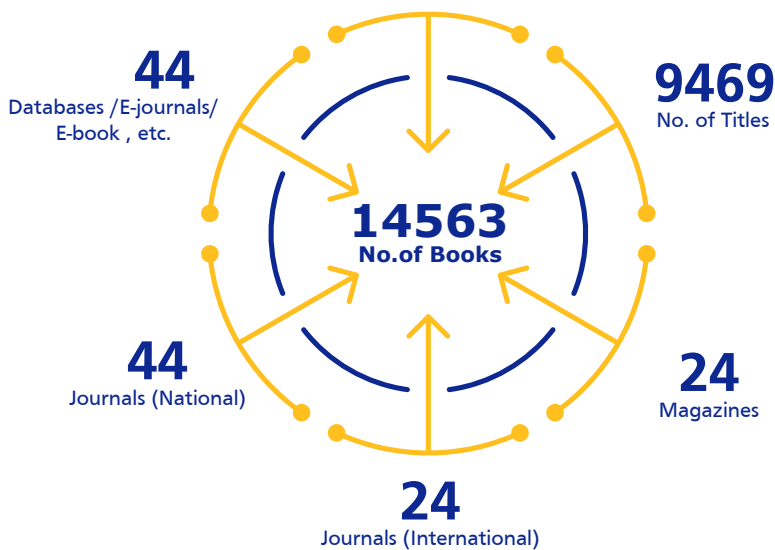 44
Databases /E-journals/
E-book , etc.
9469
No. of Titles
14563
No.of Books
44
Journals (National)
24
Magazines
24
Journals (International)